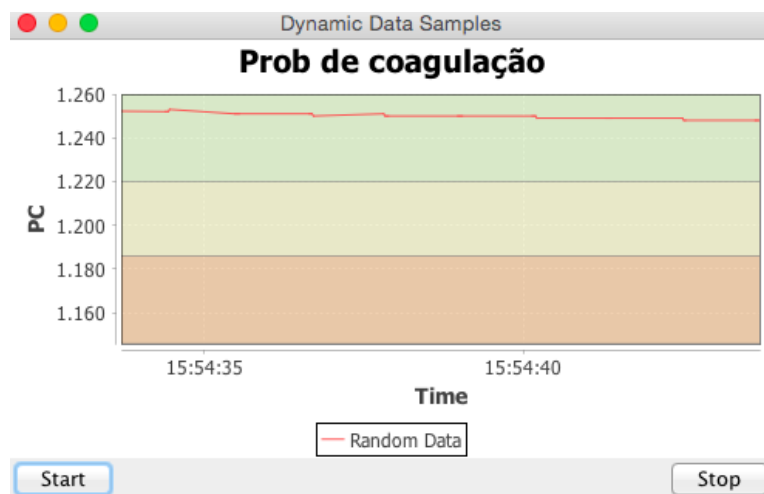 Dynamic Data Samples
Prob de coagulação
1.260
1.240
1.220
1.200
1.180
1.160
PC
15:54:35 15:54:40
Time
Random Data
Start Stop